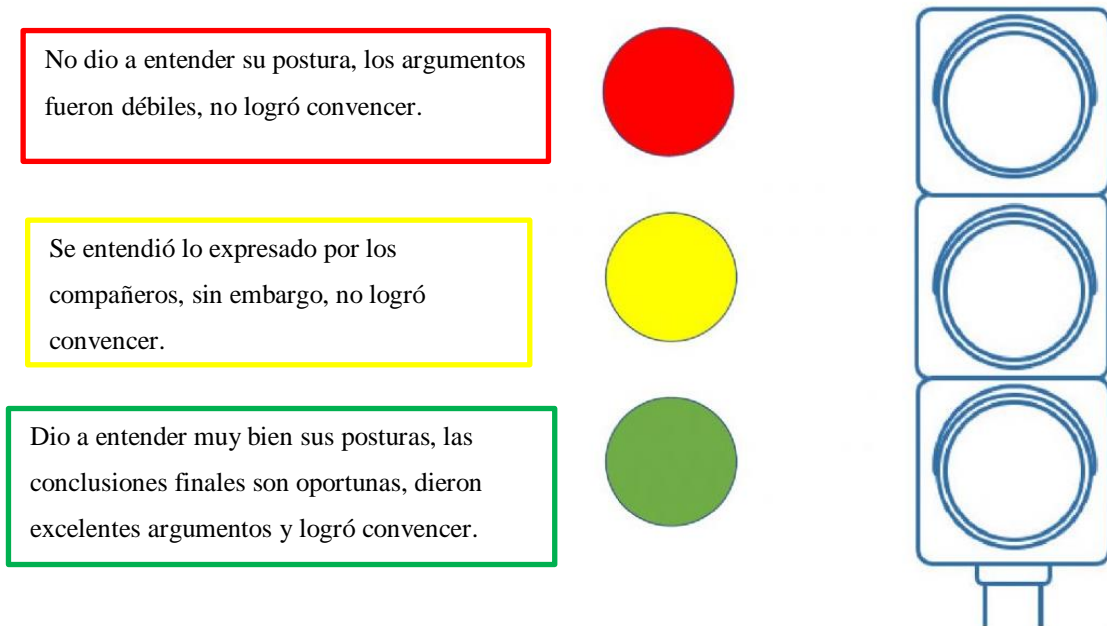 No dio a entender su postura, los argumentos
fueron débiles, no logró convencer.
Se entendió lo expresado por los
compañeros, sin embargo, no logró
convencer.
Dio a entender muy bien sus posturas, las
conclusiones finales son oportunas, dieron
excelentes argumentos y logró convencer.